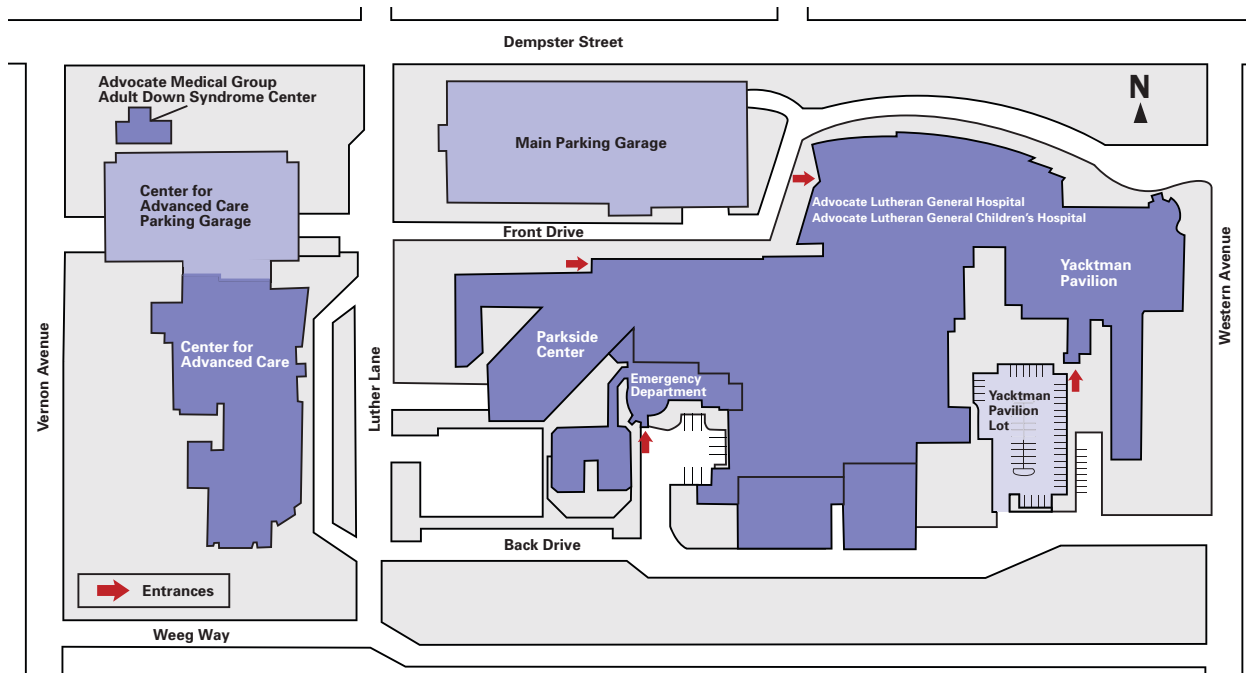 Dempster Street
Advocate Medical Group
Adult Down Syndrome Center
N
Main Parking Garage
Center for
Advanced Care
Parking Garage
Advocate Lutheran General Hospital
Advocate Lutheran General Children's Hospital
Front Drive
Yacktman
Pavilion
Western Avenue
Vernon Avenue
Luther Lane
Center for
Advanced Care
Parkside
Center
Emergency
Department
Yacktman
Pavilion
Lot
Back Drive
Entrances
Weeg Way